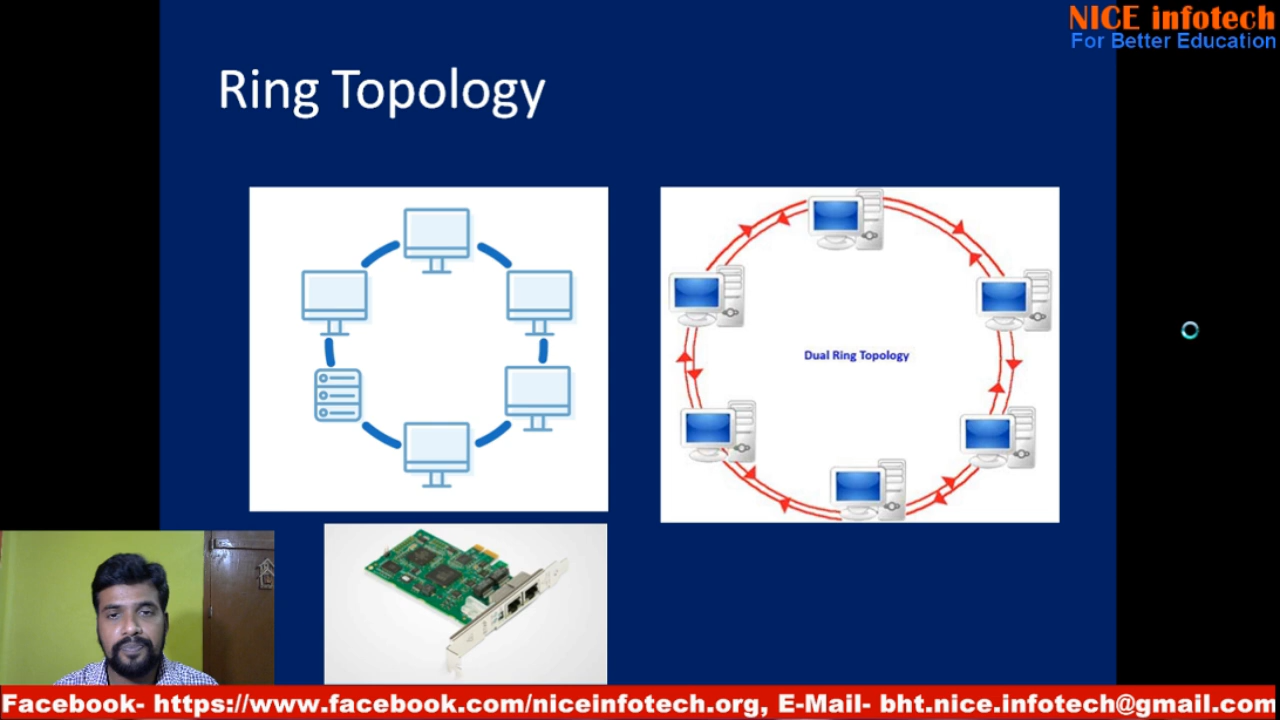 NICE infotech
For Better Education
Ring Topology
Dual Ring Topology
Facebook- https://www.facebook.com/niceinfotech.org, E-Mail- bht.nice.infotech@gmail.com